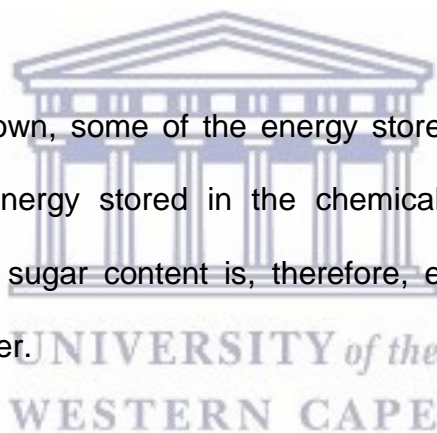 own, some of the energy store
nergy stored in the chemical
sugar content is, therefore, e
er.
UNIVERSITY of the
WESTERN CAPE